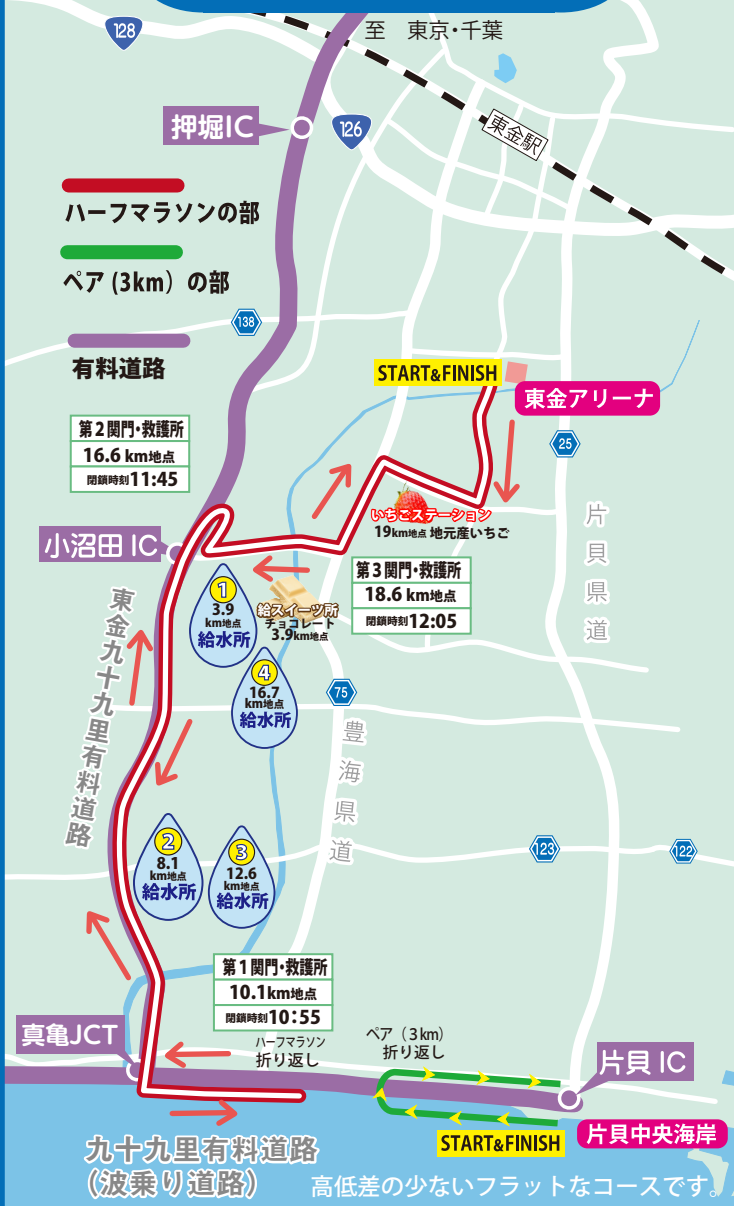 128
至 東京・千葉
押堀IC
126
東金駅
ハーフマラソンの部
ペア (3km) の部
有料道路
138
START&FINISH
東金アリーナ
第2関門・救護所
16.6 km地点
閉鎖時刻11:45
25
いちごステーション
19km地点 地元産いちご
片貝県道
小沼田 IC
第3関門・救護所
18.6 km地点
閉鎖時刻12:05
1
3.9
km地点
給水所
給スイーツ所
チョコレート
3.9km地点
4
16.7
km地点
給水所
75
東金九十九里有料道路
豊海県道
2
8.1
km地点
給水所
3
12.6
km地点
給水所
123
122
第1関門・救護所
10.1km地点
閉鎖時刻10:55
真亀JCT
ハーフマラソン
折り返し
ペア (3km)
折り返し
片貝 IC
START&FINISH
片貝中央海岸
九十九里有料道路
(波乗り道路)
高低差の少ないフラットなコースです。